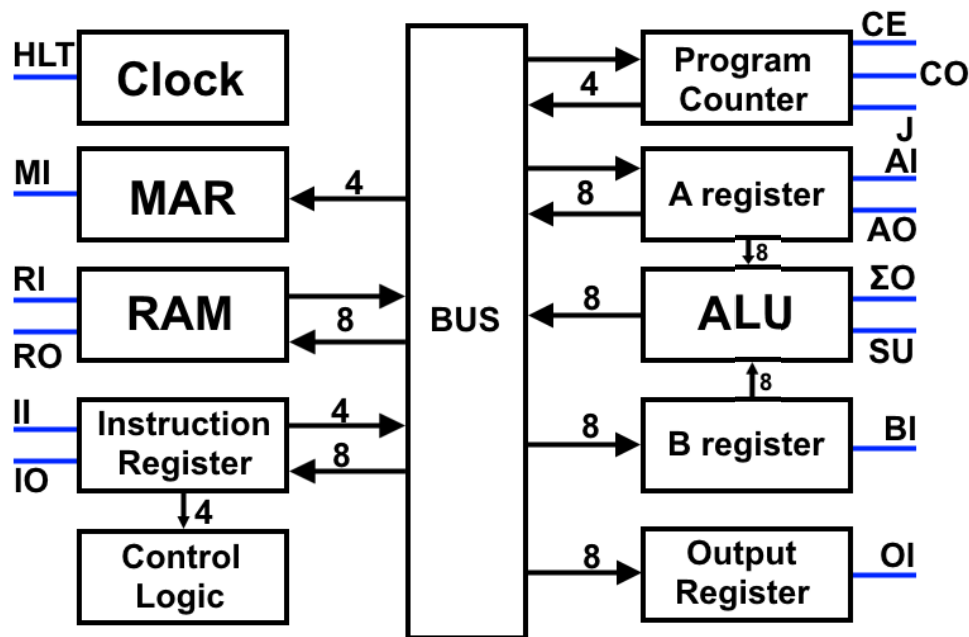 HLT
Clock
MI
MAR
4
RI
RO
RAM
8
II
IO
Instruction
Register
4
8
4
Control
Logic
BUS
4
Program
Counter
CE
CO
J
8
A register
AI
AO
8
8
ALU
ΣO
SU
8
8
B register
BI
8
Output
Register
OI